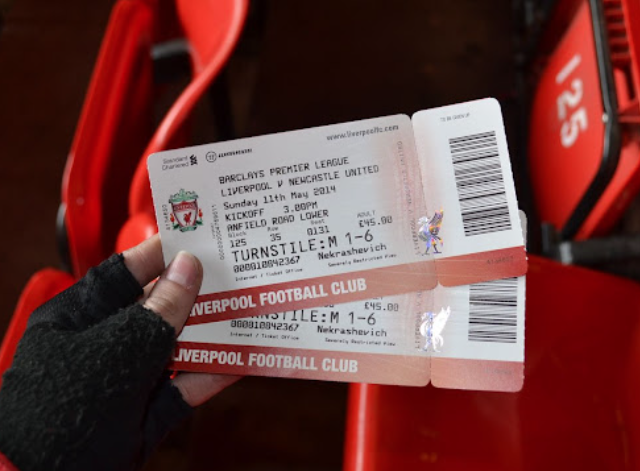 Standard
Chartered
www.liverpoolfc.com
BARCLAYS PREMIER LEAGUE
LIVERPOOL V NEWCASTLE UNITED
Sunday 11th May 2014
KICKOFF 3.00PM
ANFIELD ROAD LOWER
Block Row Seat ADULT
125 35 0131 £45.00
TURNSTILE:M 1-6
000010842367 Nekrashevich
Internet / Ticket Office Generally Restricted View
LIVERPOOL FOOTBALL CLUB
£45.00
STILE:M 1-6
000010842367 Nekrashevich
Internet / Ticket Office Generally Restricted View
LIVERPOOL FOOTBALL CLUB
125